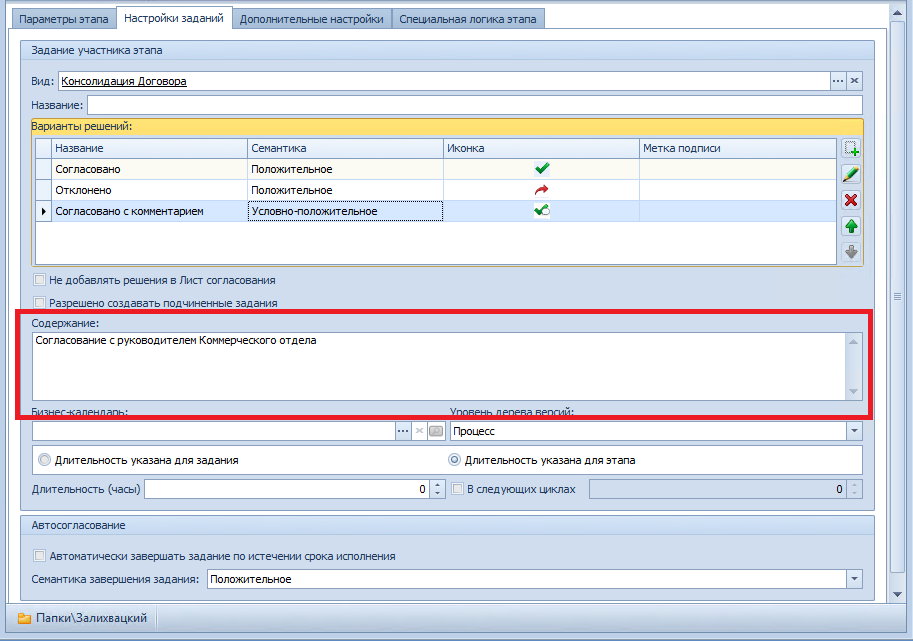 Параметры этапа Настройки заданий Дополнительные настройки Специальная логика этапа
Задание участника этапа
Вид: Консолидация Договора
Название:
Варианты решений:
Название Семантика Иконка Метка подписи
Согласовано Положительное
Отклонено Положительное
Согласовано с комментарием Условно-положительное
Не добавлять решения в Лист согласования
Разрешено создавать подчиненные задания
Содержание:
Согласование с руководителем Коммерческого отдела
Бизнес-календарь: Уровень дерева версий:
Процесс
Длительность указана для задания Длительность указана для этапа
Длительность (часы) 0 В следующих циклах 0
Автосогласование
Автоматически завершать задание по истечении срока исполнения
Семантика завершения задания: Положительное
Папки\Залихвацкий